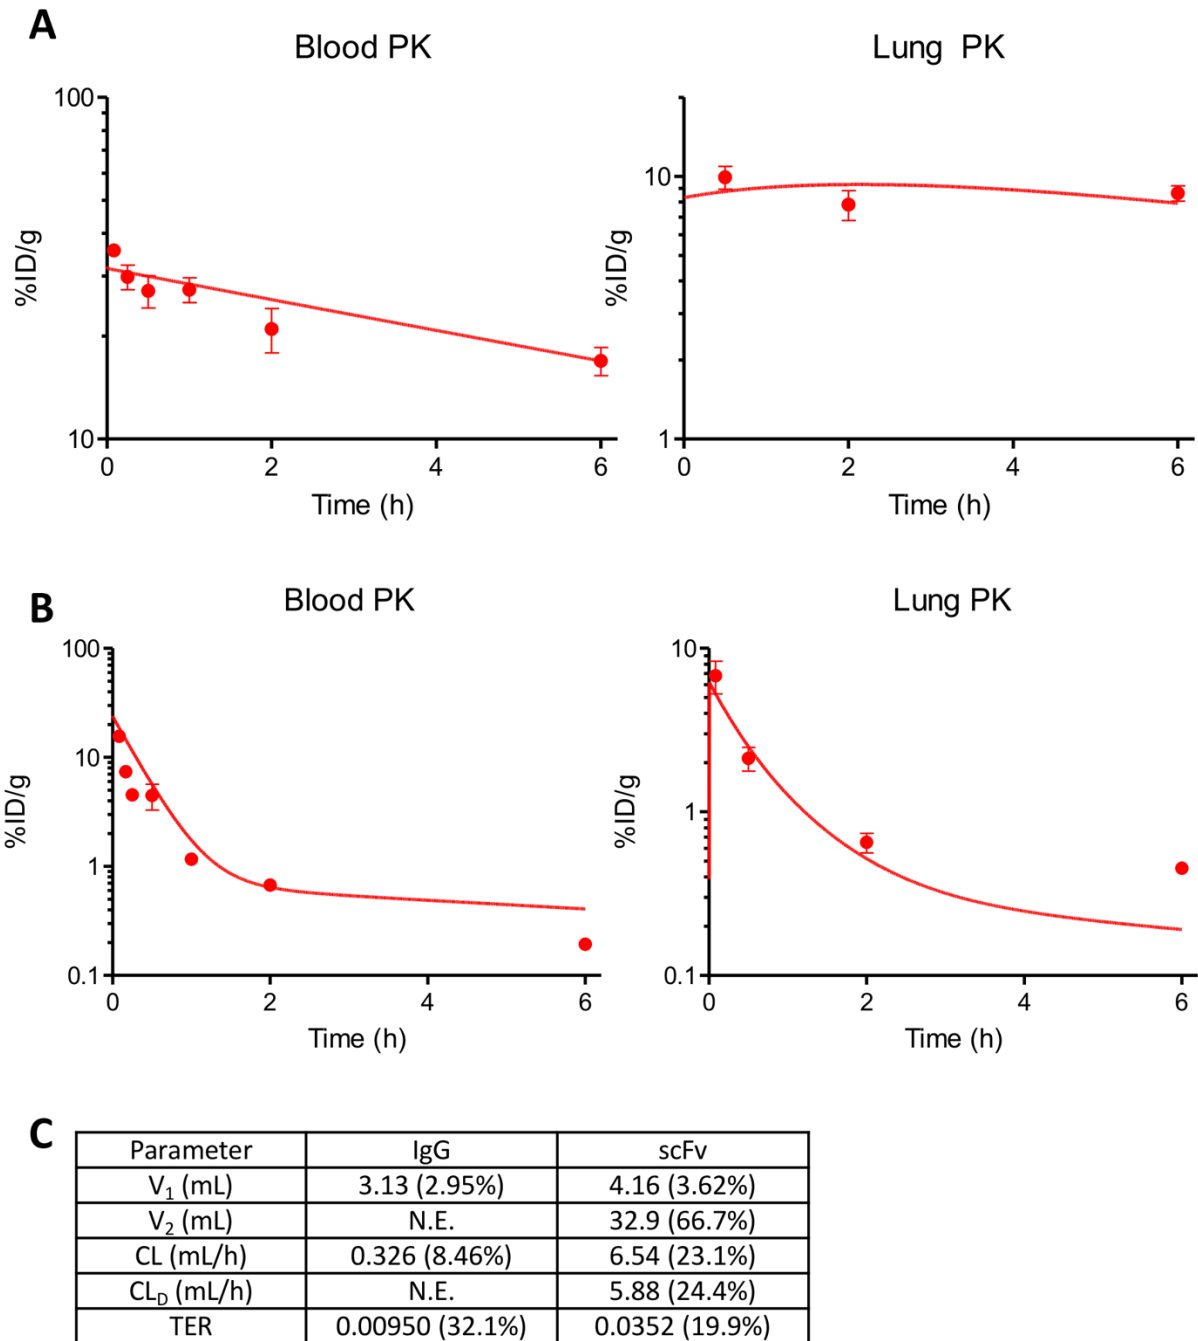 A
Blood PK
Lung PK
100
10
%ID/g
0 2 4 6
Time (h)
10
1
%ID/g
0 2 4 6
Time (h)
B
Blood PK
Lung PK
100
10
1
0.1
%ID/g
0 2 4 6
Time (h)
10
1
0.1
%ID/g
0 2 4 6
Time (h)
C
Parameter IgG scFv
V₁ (mL) 3.13 (2.95%) 4.16 (3.62%)
V₂ (mL) N.E. 32.9 (66.7%)
CL (mL/h) 0.326 (8.46%) 6.54 (23.1%)
CL_D (mL/h) N.E. 5.88 (24.4%)
TER 0.00950 (32.1%) 0.0352 (19.9%)